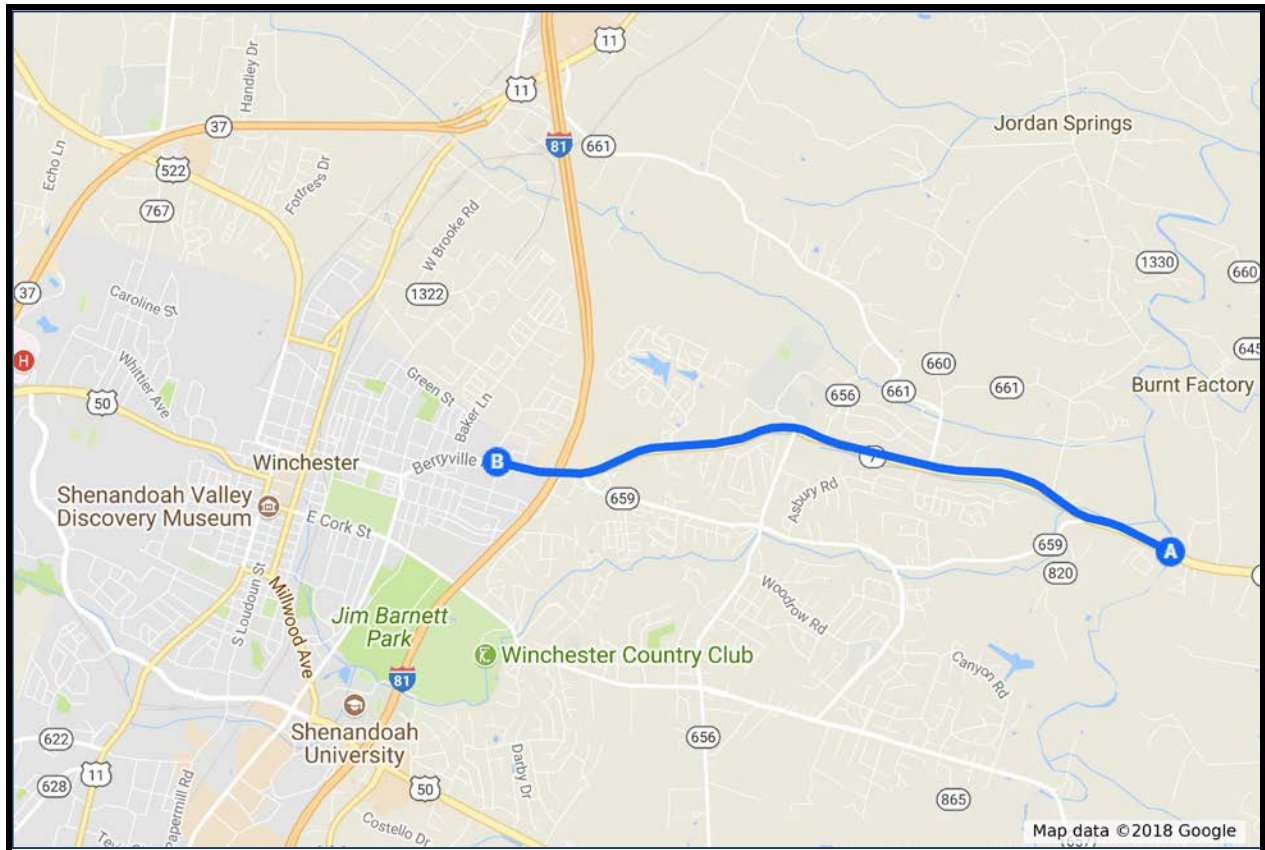 11
11
Handley Dr
37
81
661
Jordan Springs
Echo Ln
522
Fortress Dr
767
W Brooke Rd
1330
660
37
1322
Caroline St
H
Whittier Ave
645
660
656
661
661
Burnt Factory
50
Green St
Baker Ln
Berryville
B
7
Winchester
Shenandoah Valley
Discovery Museum
659
Asbury Rd
E Cork St
659
A
820
S Loudoun St
Millwood Ave
Jim Barnett
Park
Woodrow Rd
Winchester Country Club
Canyon Rd
81
Shenandoah
University
622
656
11
628
Papermill Rd
Darby Dr
50
865
Costello Dr
Map data ©2018 Google